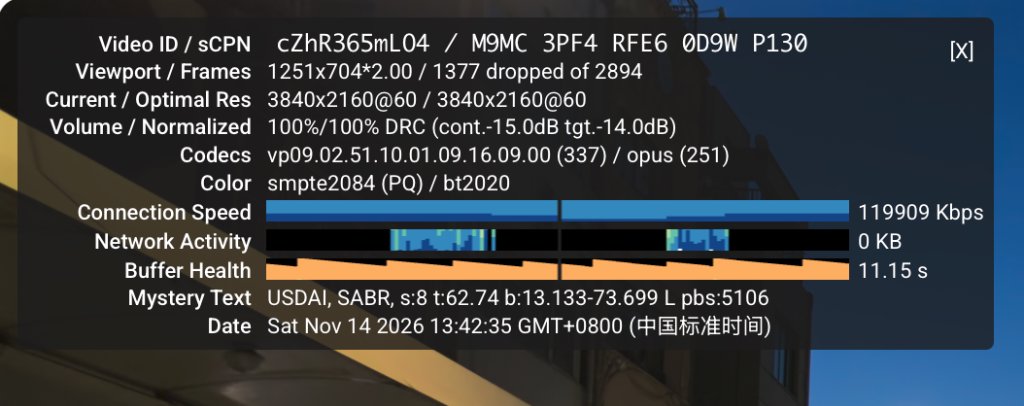 Video ID / sCPN cZhR365mLO4 / M9MC 3PF4 RFE6 0D9W P130
[X]
Viewport / Frames 1251x704*2.00 / 1377 dropped of 2894
Current / Optimal Res 3840x2160@60 / 3840x2160@60
Volume / Normalized 100%/100% DRC (cont.-15.0dB tgt.-14.0dB)
Codecs vp09.02.51.10.01.09.16.09.00 (337) / opus (251)
Color smpte2084 (PQ) / bt2020
Connection Speed 119909 Kbps
Network Activity 0 KB
Buffer Health 11.15 s
Mystery Text USDAI, SABR, s:8 t:62.74 b:13.133-73.699 L pbs:5106
Date Sat Nov 14 2026 13:42:35 GMT+0800 (中国标准时间)